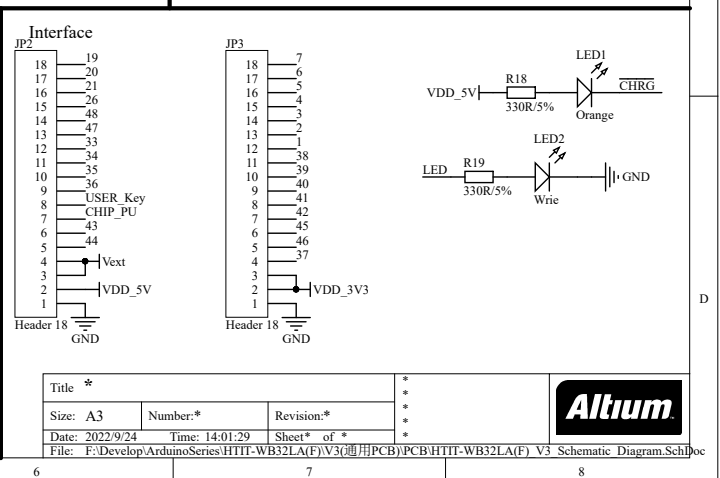 Interface
JP2
18 19
17 20
16 21
15 26
14 48
13 47
12 33
11 34
10 35
9 36
8 USER_Key
7 CHIP_PU
6 43
5 44
4 Vext
3
2 VDD_5V
1
Header 18
GND
JP3
18 7
17 6
16 5
15 4
14 3
13 2
12 1
11 38
10 39
9 40
8 41
7 42
6 45
5 46
4 37
3
2 VDD_3V3
1
Header 18
GND
LED1
VDD_5V R18 CHRG
330R/5%
Orange
LED2
LED R19 GND
330R/5%
Wrie
D
Title *
Size: A3 Number:* Revision:*
Date: 2022/9/24 Time: 14:01:29 Sheet* of *
File: F:\Develop\ArduinoSeries\HTIT-WB32LA(F)\V3(通用PCB)\PCB\HTIT-WB32LA(F)_V3_Schematic_Diagram.SchDoc
*
*
*
*
*
Altium
6 7 8